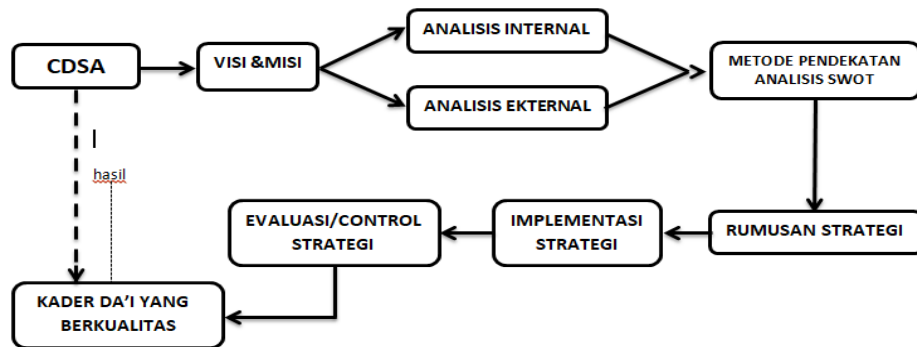 CDSA
VISI &MISI
ANALISIS INTERNAL
ANALISIS EKTERNAL
METODE PENDEKATAN
ANALISIS SWOT
hasil
EVALUASI/CONTROL
STRATEGI
IMPLEMENTASI
STRATEGI
RUMUSAN STRATEGI
KADER DA'I YANG
BERKUALITAS